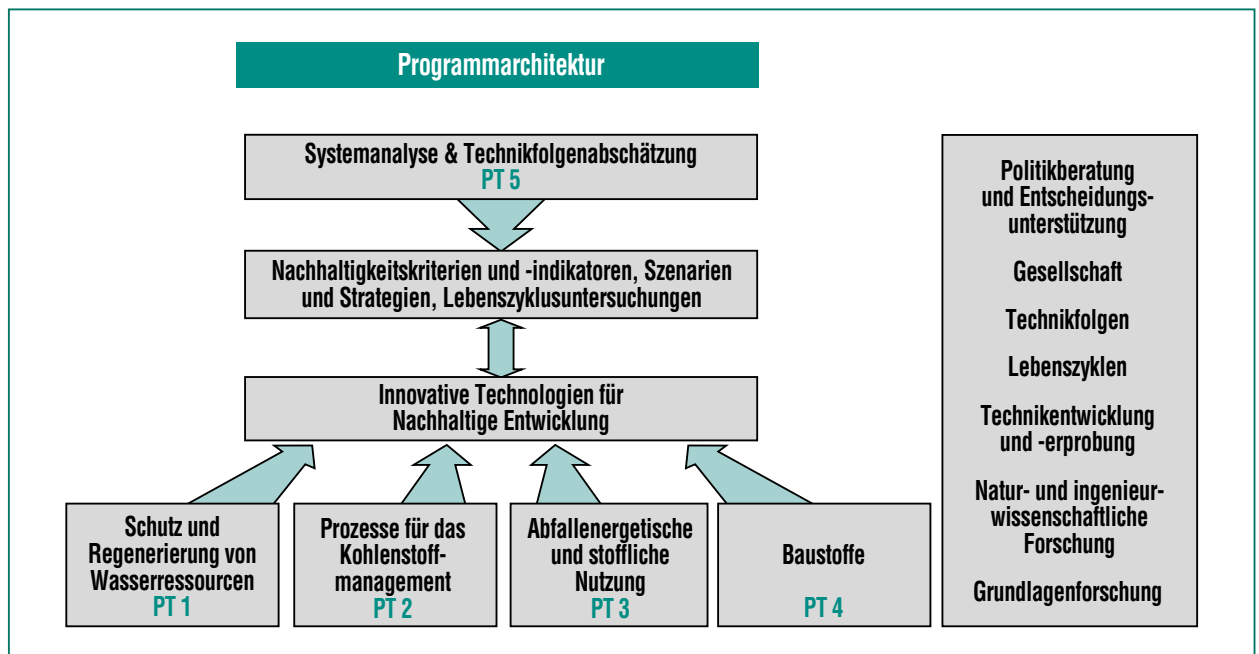 Programmarchitektur
Systemanalyse & Technikfolgenabschätzung
PT 5
Nachhaltigkeitskriterien und -indikatoren, Szenarien
und Strategien, Lebenszyklusuntersuchungen
Innovative Technologien für
Nachhaltige Entwicklung
Schutz und
Regenerierung von
Wasserressourcen
PT 1
Prozesse für das
Kohlenstoff-
management
PT 2
Abfallenergetische
und stoffliche
Nutzung
PT 3
Baustoffe
PT 4
Politikberatung
und Entscheidungs-
unterstützung
Gesellschaft
Technikfolgen
Lebenszyklen
Technikentwicklung
und -erprobung
Natur- und ingenieur-
wissenschaftliche
Forschung
Grundlagenforschung